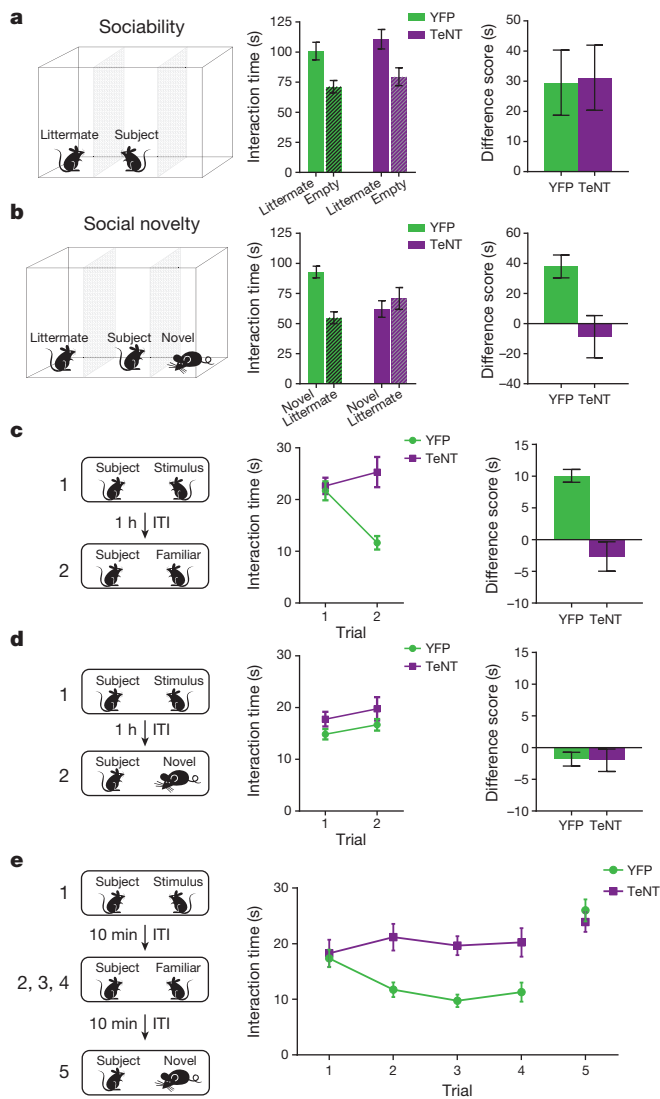 a
Sociability
Littermate Subject
Interaction time (s)
125
100
75
50
25
0
Littermate
Empty
Littermate
Empty
YFP
TeNT
Difference score (s)
50
40
30
20
10
0
YFP TeNT
b
Social novelty
Littermate Subject Novel
Interaction time (s)
125
100
75
50
25
0
Novel
Littermate
Novel
Littermate
YFP
TeNT
Difference score (s)
60
40
20
0
−20
−40
YFP TeNT
c
1
Subject Stimulus
1 h ITI
2
Subject Familiar
Interaction time (s)
30
20
10
0
1 2
Trial
YFP
TeNT
Difference score (s)
15
10
5
0
−5
−10
YFP TeNT
d
1
Subject Stimulus
1 h ITI
2
Subject Novel
Interaction time (s)
30
20
10
0
1 2
Trial
YFP
TeNT
Difference score (s)
15
10
5
0
−5
−10
YFP TeNT
e
1
Subject Stimulus
10 min ITI
2, 3, 4
Subject Familiar
10 min ITI
5
Subject Novel
Interaction time (s)
30
20
10
0
1 2 3 4 5
Trial
YFP
TeNT